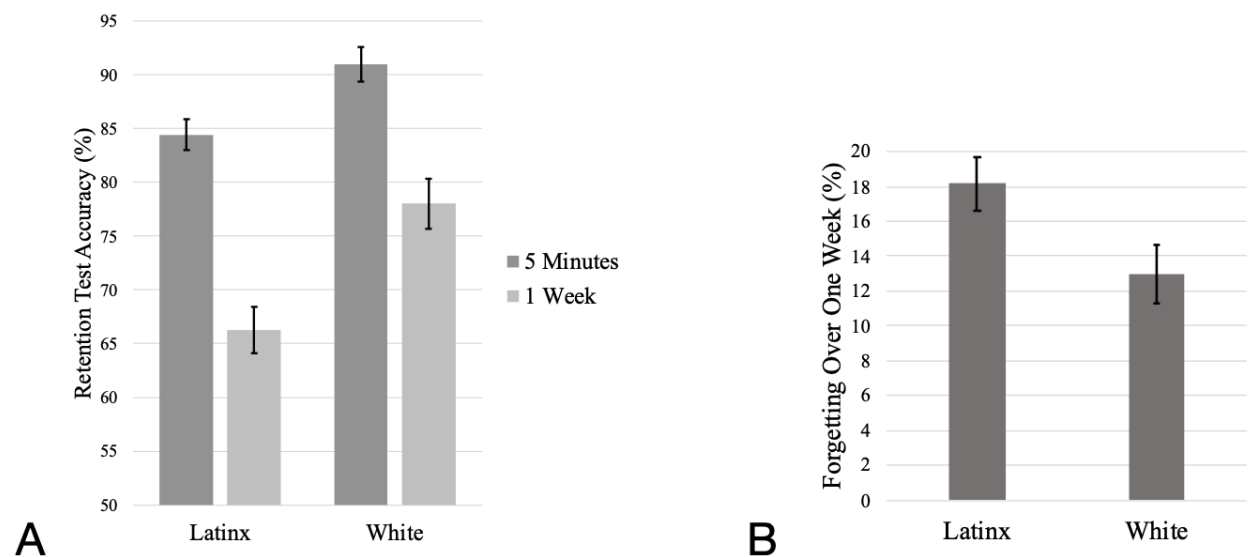 Retention Test Accuracy (%)
95
90
85
80
75
70
65
60
55
50
Latinx
White
5 Minutes
1 Week
A
Forgetting Over One Week (%)
20
18
16
14
12
10
8
6
4
2
0
Latinx
White
B